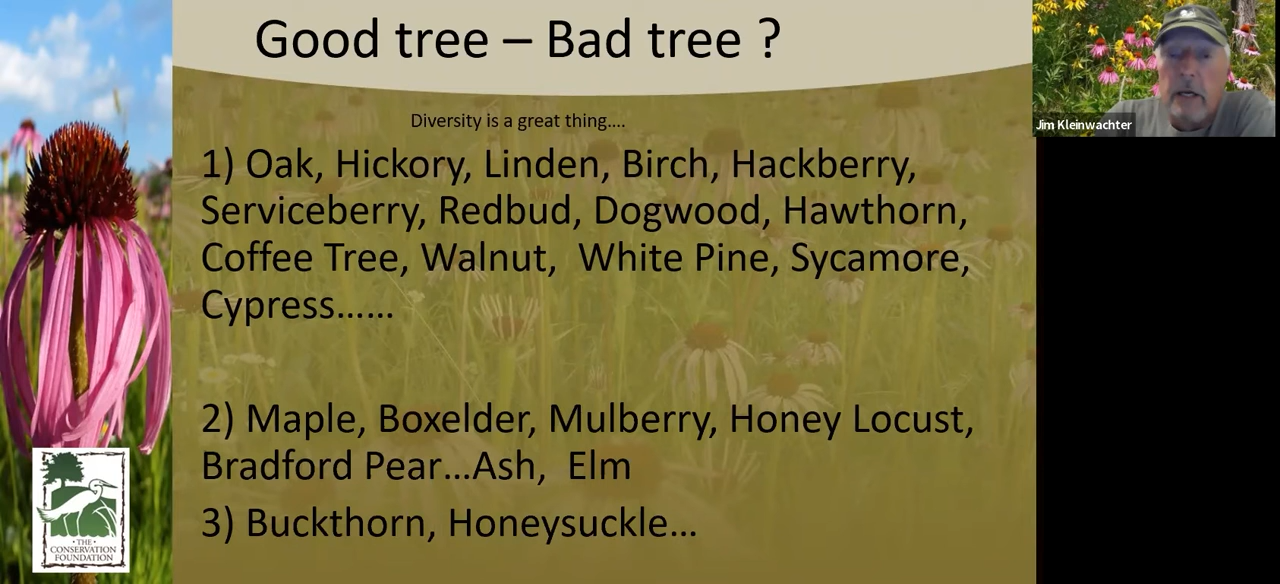 Good tree – Bad tree ?
Jim Kleinwachter
Diversity is a great thing....
1) Oak, Hickory, Linden, Birch, Hackberry,
Serviceberry, Redbud, Dogwood, Hawthorn,
Coffee Tree, Walnut,  White Pine, Sycamore,
Cypress……
2) Maple, Boxelder, Mulberry, Honey Locust,
Bradford Pear…Ash,  Elm
3) Buckthorn, Honeysuckle…
· THE ·
CONSERVATION
FOUNDATION